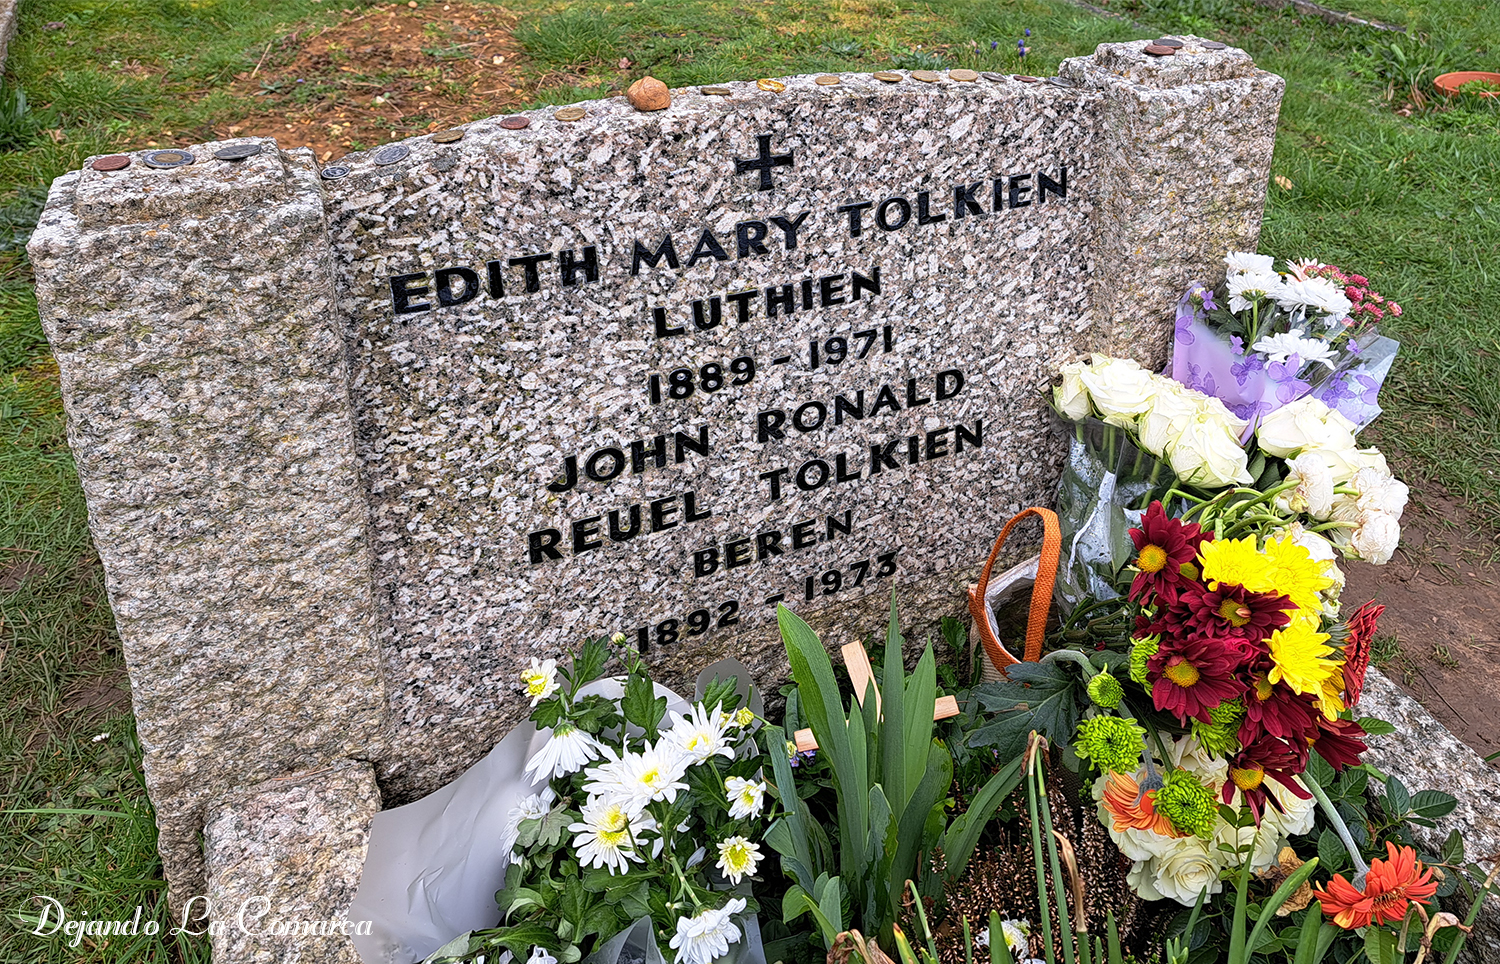 EDITH MARY TOLKIEN
LUTHIEN
1889 - 1971
JOHN RONALD
REUEL TOLKIEN
BEREN
1892 - 1973
Dejando La Comarca